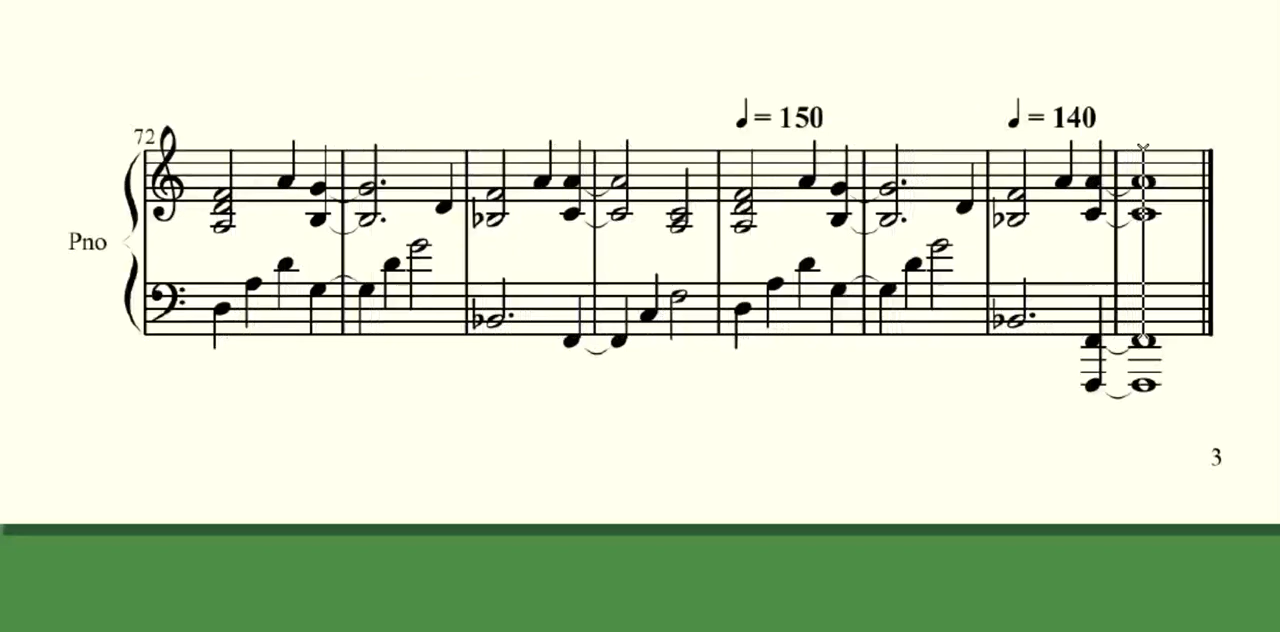 ♩ = 150
♩ = 140
72
Pno
3